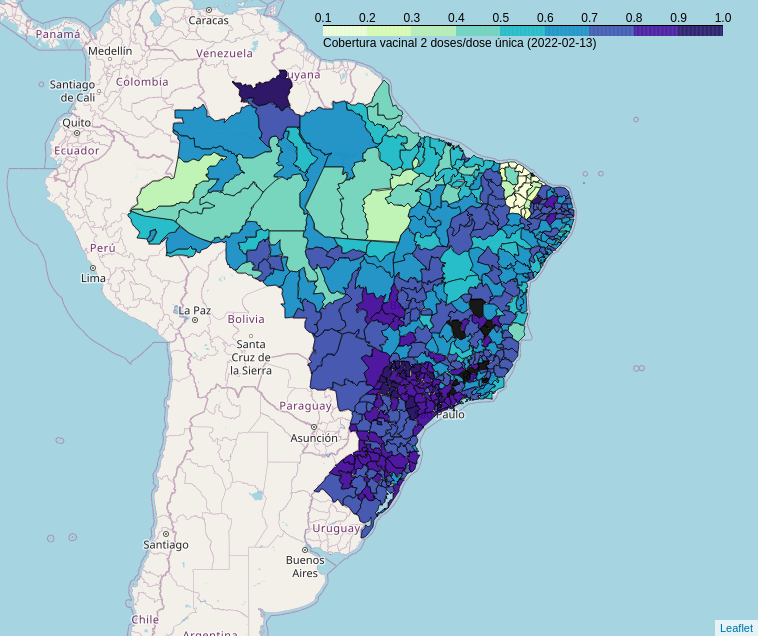 0.1 0.2 0.3 0.4 0.5 0.6 0.7 0.8 0.9 1.0
Cobertura vacinal 2 doses/dose única (2022-02-13)
Caracas
Panamá
Medellín
Venezuela
uyana
Colombia
Santiago
de Cali
Quito
Ecuador
Perú
Lima
La Paz
Bolivia
Santa
Cruz de
la Sierra
Paraguay
Paulo
Asunción
Uruguay
Santiago
Buenos
Aires
Chile
Argentina
Leaflet